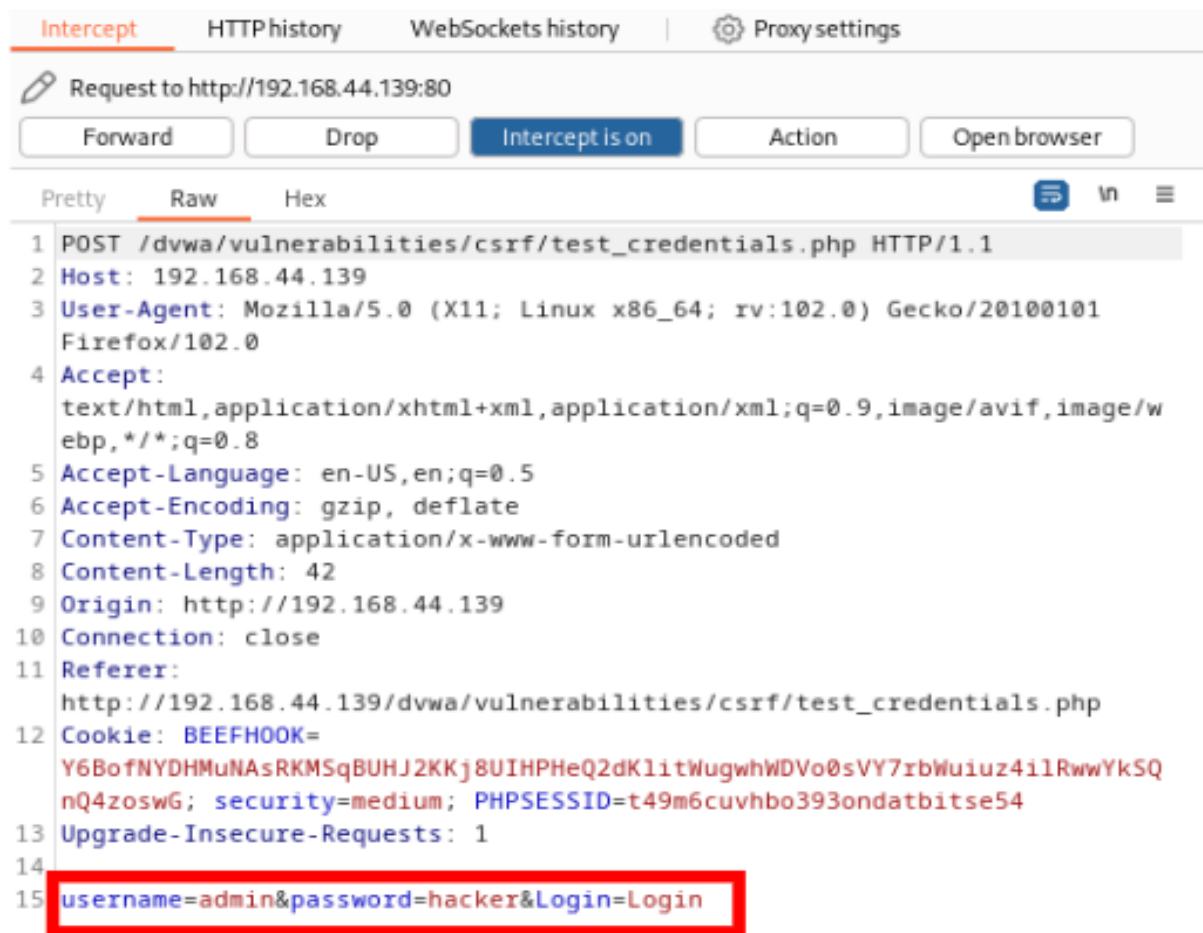 Intercept HTTP history WebSockets history Proxy settings
Request to http://192.168.44.139:80
Forward Drop Intercept is on Action Open browser
Pretty Raw Hex \n
1 POST /dvwa/vulnerabilities/csrf/test_credentials.php HTTP/1.1
2 Host: 192.168.44.139
3 User-Agent: Mozilla/5.0 (X11; Linux x86_64; rv:102.0) Gecko/20100101
Firefox/102.0
4 Accept:
text/html,application/xhtml+xml,application/xml;q=0.9,image/avif,image/w
ebp,*/*;q=0.8
5 Accept-Language: en-US,en;q=0.5
6 Accept-Encoding: gzip, deflate
7 Content-Type: application/x-www-form-urlencoded
8 Content-Length: 42
9 Origin: http://192.168.44.139
10 Connection: close
11 Referer:
http://192.168.44.139/dvwa/vulnerabilities/csrf/test_credentials.php
12 Cookie: BEEFHOOK=
Y6BofNYDHMuNAsRKMSqBUHJ2KKj8UIHPHeQ2dKlitWugwhWDVo0sVY7rbWuiuz4ilRwwYkSQ
nQ4zoswG; security=medium; PHPSESSID=t49m6cuvhbo393ondatbitse54
13 Upgrade-Insecure-Requests: 1
14
15 username=admin&password=hacker&Login=Login